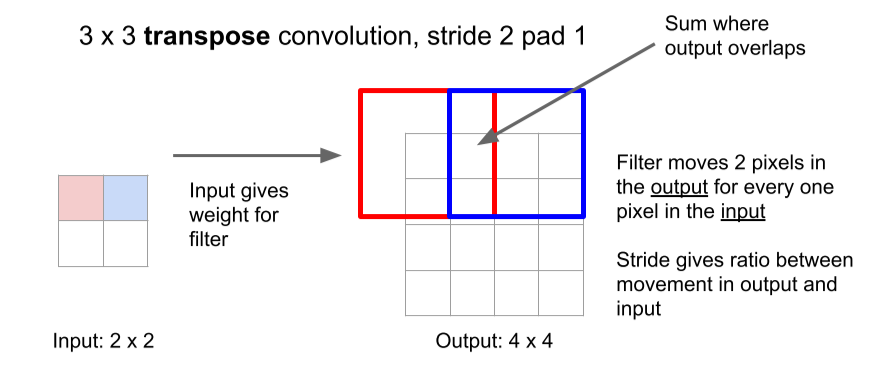 3 x 3 transpose convolution, stride 2 pad 1
Sum where
output overlaps
Input gives
weight for
filter
Filter moves 2 pixels in
the output for every one
pixel in the input
Stride gives ratio between
movement in output and
input
Input: 2 x 2
Output: 4 x 4